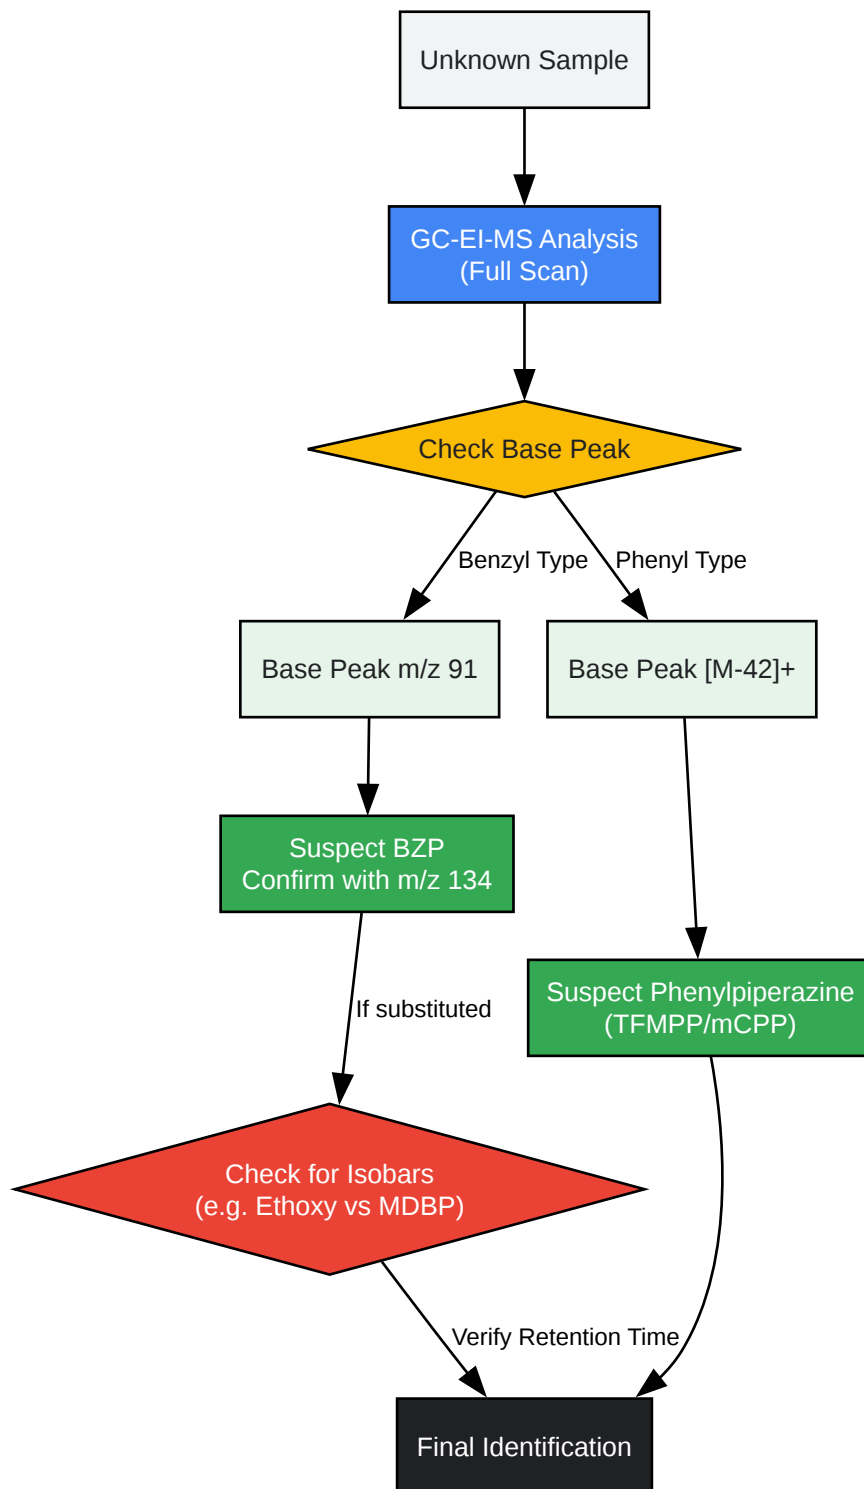 Unknown Sample
GC-EI-MS Analysis
(Full Scan)
Check Base Peak
Benzyl Type
Phenyl Type
Base Peak m/z 91
Base Peak [M-42]+
Suspect BZP
Confirm with m/z 134
Suspect Phenylpiperazine
(TFMPP/mCPP)
If substituted
Check for Isobars
(e.g. Ethoxy vs MDBP)
Verify Retention Time
Final Identification